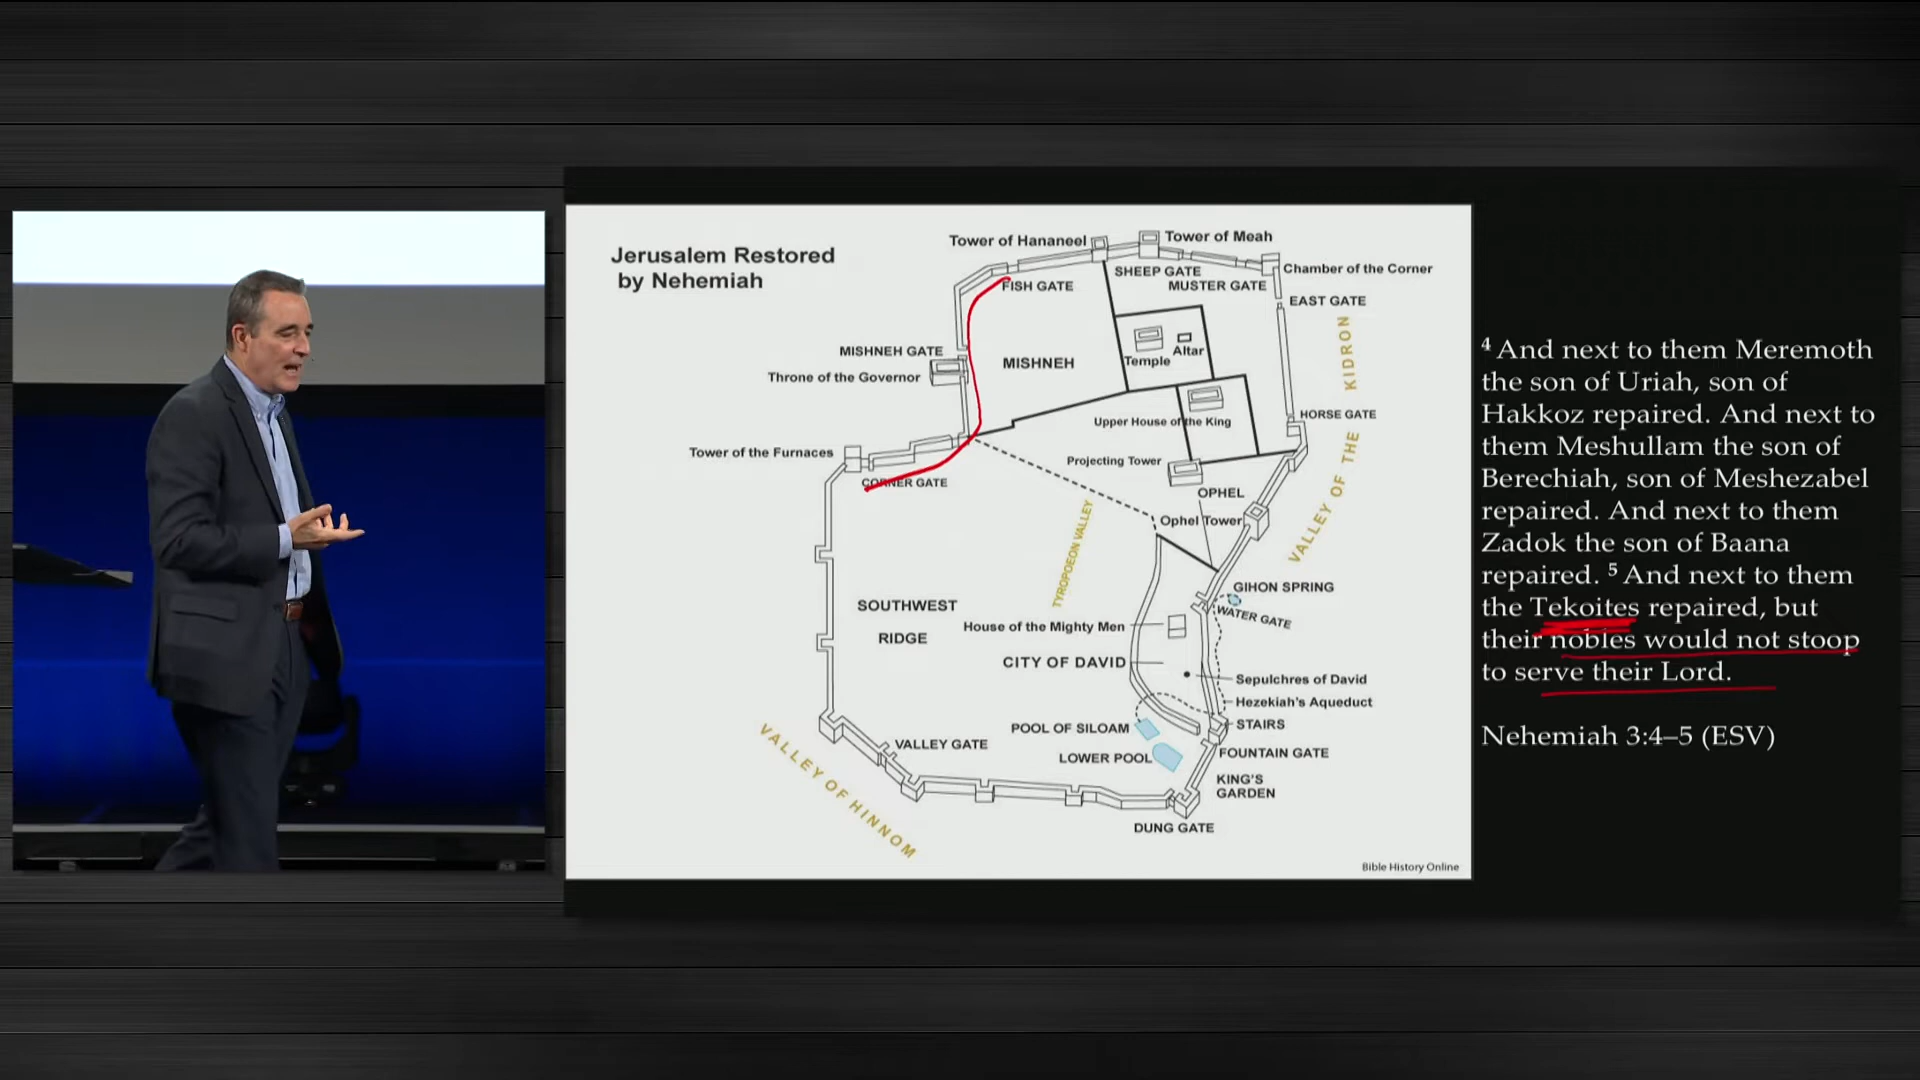 Jerusalem Restored
by Nehemiah
Tower of Hananeel
Tower of Meah
SHEEP GATE
MUSTER GATE
Chamber of the Corner
FISH GATE
EAST GATE
MISHNEH GATE
Throne of the Governor
MISHNEH
Temple
Altar
VALLEY OF THE KIDRON
HORSE GATE
Upper House of the King
Tower of the Furnaces
Projecting Tower
CORNER GATE
OPHEL
Ophel Tower
TYROPOEON VALLEY
GIHON SPRING
WATER GATE
SOUTHWEST
RIDGE
House of the Mighty Men
CITY OF DAVID
Sepulchres of David
Hezekiah's Aqueduct
POOL OF SILOAM
STAIRS
VALLEY GATE
FOUNTAIN GATE
LOWER POOL
KING'S
GARDEN
VALLEY OF HINNOM
DUNG GATE
Bible History Online
4 And next to them Meremoth
the son of Uriah, son of
Hakkoz repaired. And next to
them Meshullam the son of
Berechiah, son of Meshezabel
repaired. And next to them
Zadok the son of Baana
repaired. 5 And next to them
the Tekoites repaired, but
their nobles would not stoop
to serve their Lord.
Nehemiah 3:4–5 (ESV)